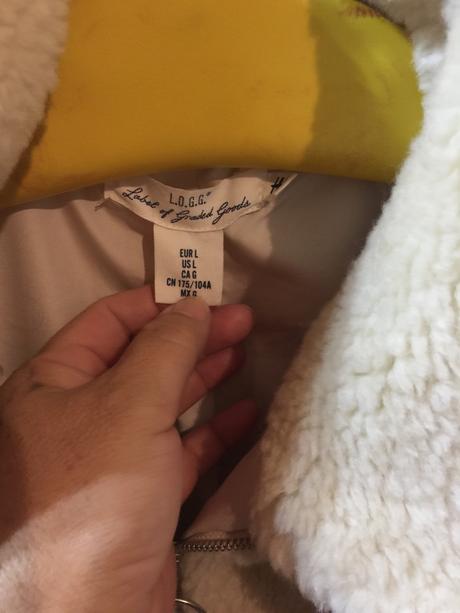 L.O.G.G.®
Label of Graded Goods
EUR L
US L
CA G
CN 175/104A
MX G